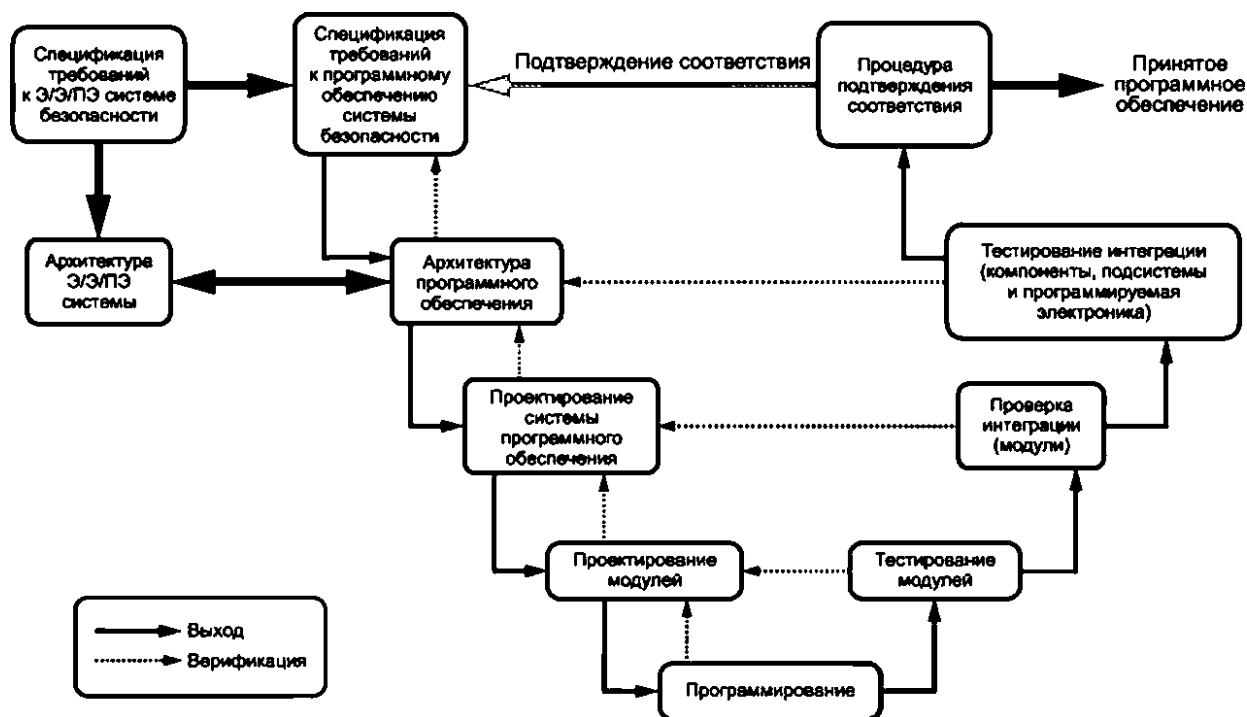 Спецификация
требований
к Э/Э/ПЭ системе
безопасности
Спецификация
требований
к программному
обеспечению
системы
безопасности
Подтверждение соответствия
Процедура
подтверждения
соответствия
Принятое
программное
обеспечение
Архитектура
Э/Э/ПЭ
системы
Архитектура
программного
обеспечения
Тестирование интеграции
(компоненты, подсистемы
и программируемая
электроника)
Проектирование
системы
программного
обеспечения
Проверка
интеграции
(модули)
Проектирование
модулей
Тестирование
модулей
Программирование
Выход
Верификация